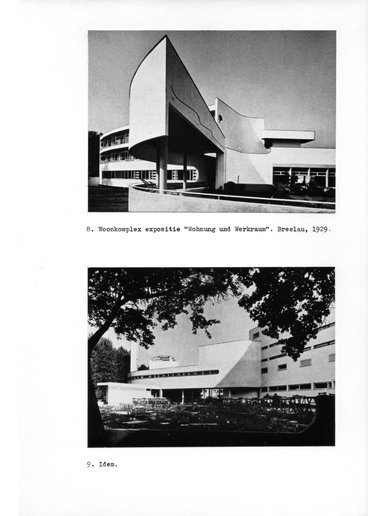 8. Woonkomplex expositie "Wohnung und Werkraum". Breslau, 1929.
9. Idem.